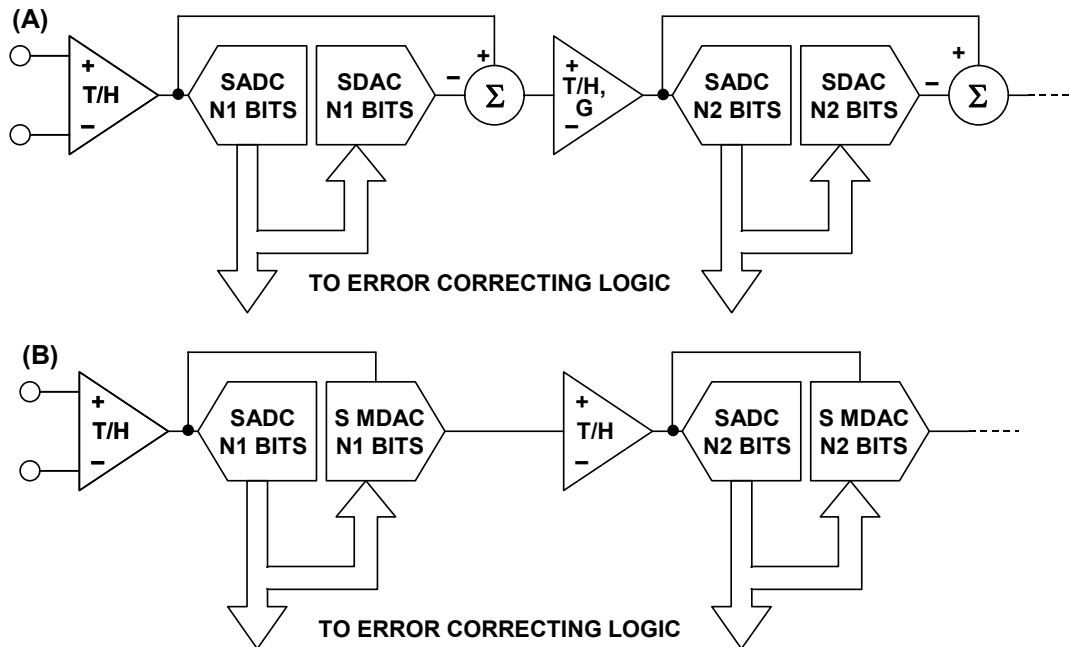 (A)
+
T/H
−
SADC
N1 BITS
SDAC
N1 BITS
−
+
Σ
+
T/H,
G
−
SADC
N2 BITS
SDAC
N2 BITS
−
+
Σ
TO ERROR CORRECTING LOGIC
(B)
+
T/H
−
SADC
N1 BITS
S MDAC
N1 BITS
+
T/H
−
SADC
N2 BITS
S MDAC
N2 BITS
TO ERROR CORRECTING LOGIC